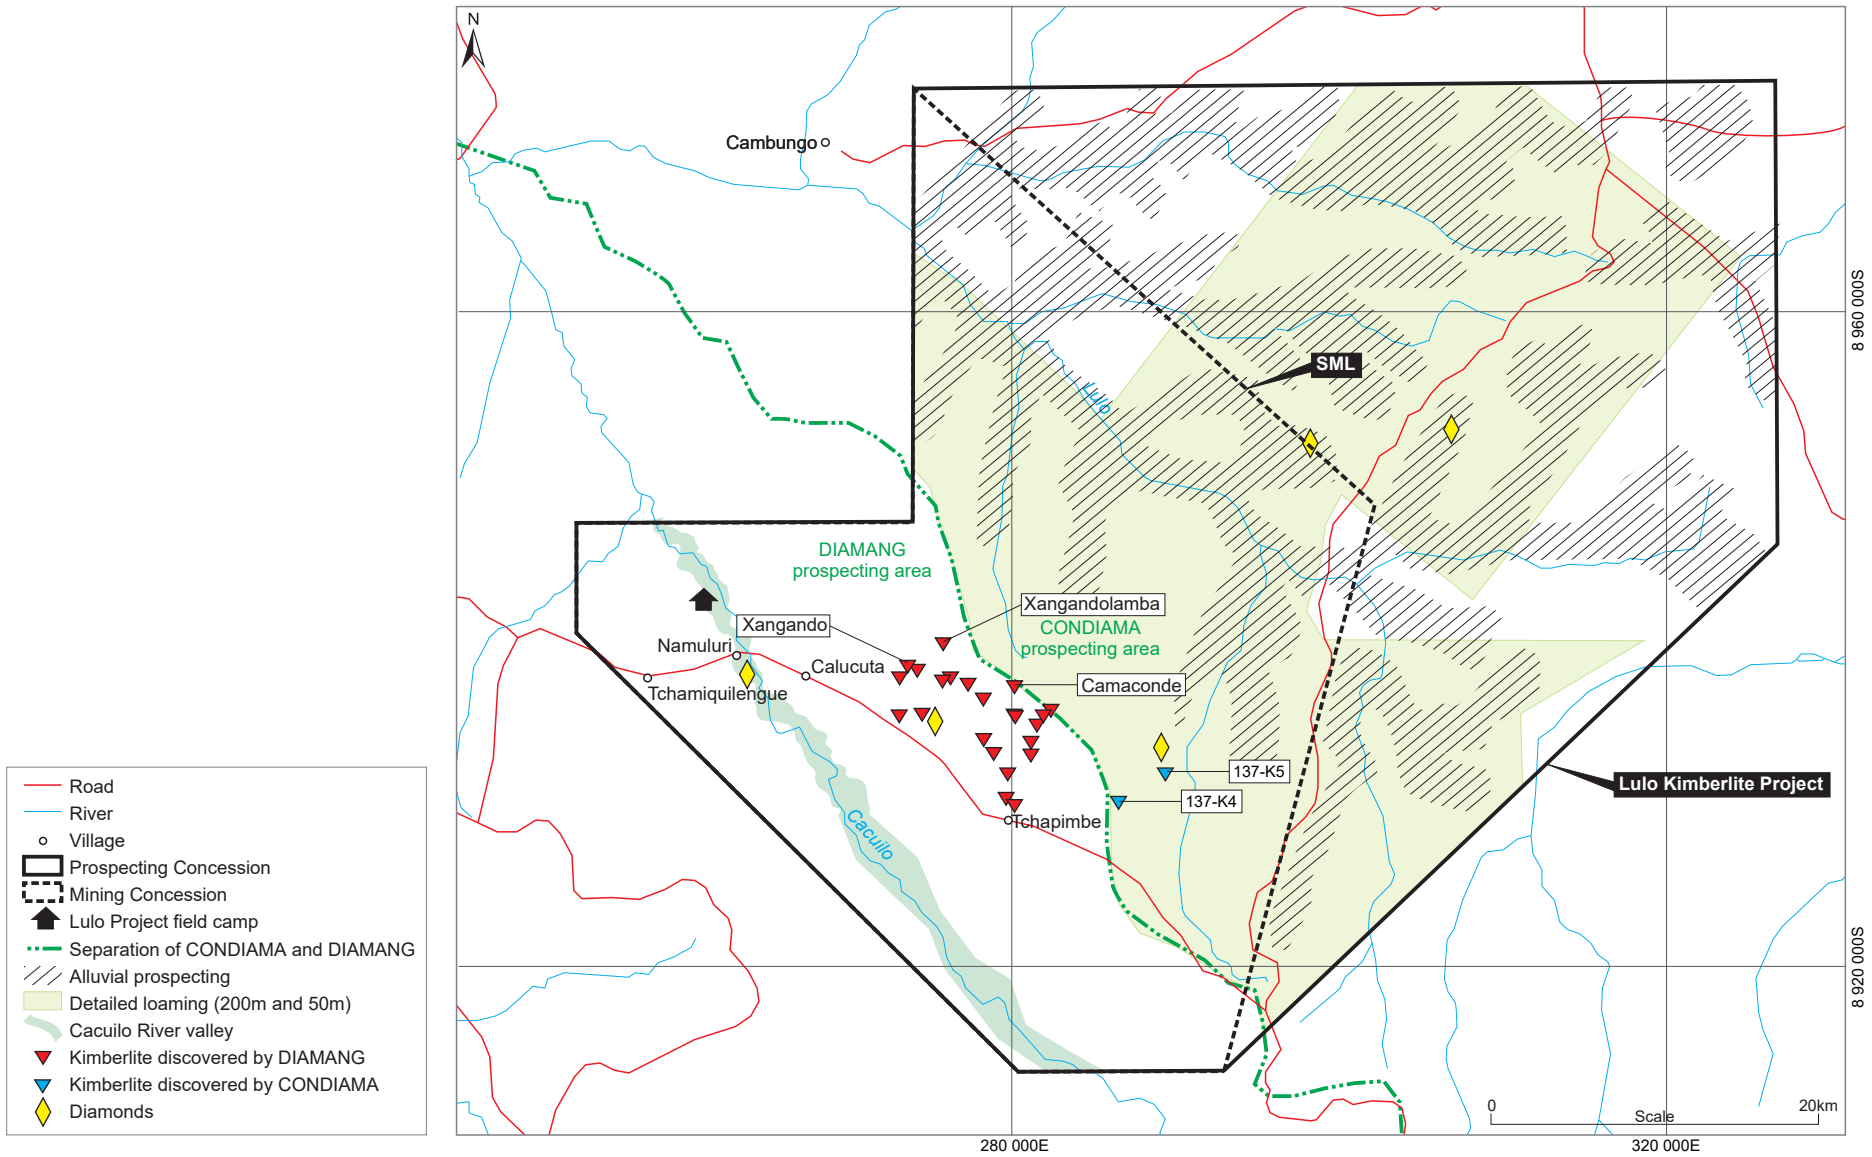 N
Cambungo
SML
8 960 000S
Lulo
DIAMANG
prospecting area
Xangandolamba
Xangando
CONDIAMA
prospecting area
Namuluri
Calucuta
Tchamiquilengue
Camaconde
137-K5
137-K4
Lulo Kimberlite Project
Tchapimbe
Cacuilo
8 920 000S
Road
River
Village
Prospecting Concession
Mining Concession
Lulo Project field camp
Separation of CONDIAMA and DIAMANG
Alluvial prospecting
Detailed loaming (200m and 50m)
Cacuilo River valley
Kimberlite discovered by DIAMANG
Kimberlite discovered by CONDIAMA
Diamonds
0 20km
Scale
280 000E 320 000E